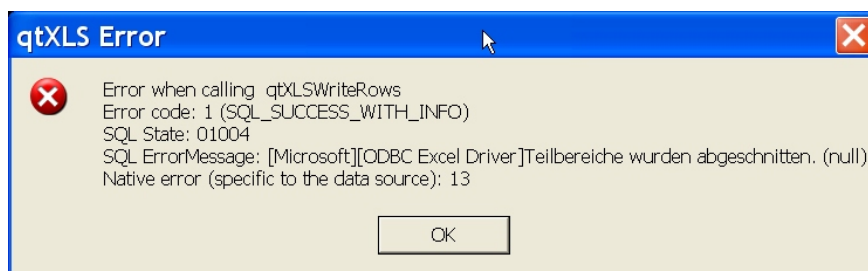 qtXLS Error
Error when calling qtXLSWriteRows
Error code: 1 (SQL_SUCCESS_WITH_INFO)
SQL State: 01004
SQL ErrorMessage: [Microsoft][ODBC Excel Driver]Teilbereiche wurden abgeschnitten. (null)
Native error (specific to the data source): 13
OK